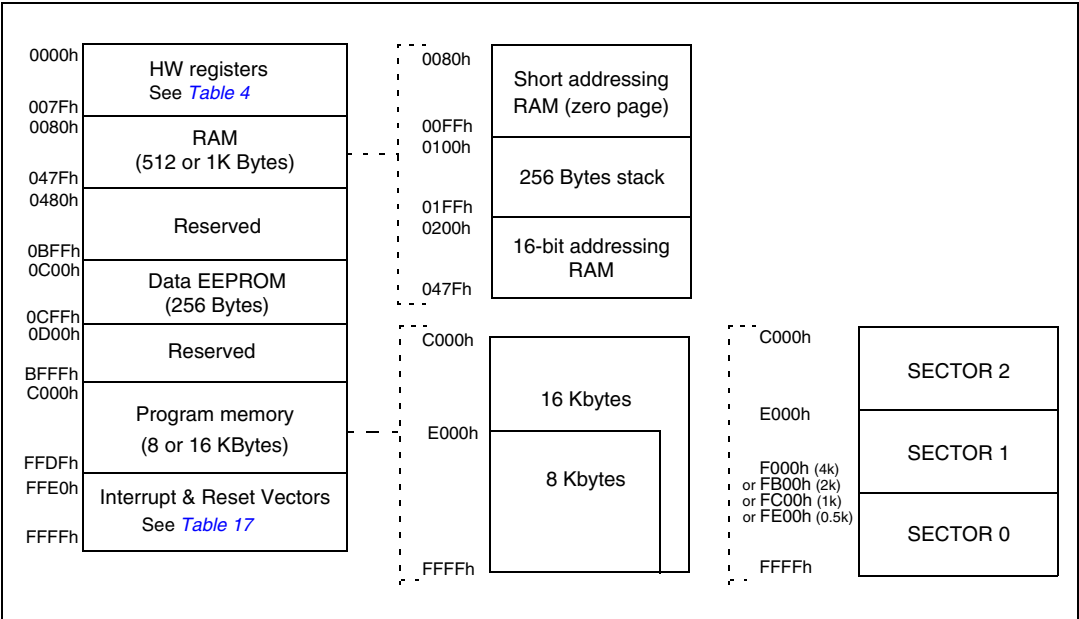 0000h
HW registers
See Table 4
007Fh
0080h
RAM
(512 or 1K Bytes)
047Fh
0480h
Reserved
0BFFh
0C00h
Data EEPROM
(256 Bytes)
0CFFh
0D00h
Reserved
BFFFh
C000h
Program memory
(8 or 16 KBytes)
FFDFh
FFE0h
Interrupt & Reset Vectors
See Table 17
FFFFh
0080h
Short addressing
RAM (zero page)
00FFh
0100h
256 Bytes stack
01FFh
0200h
16-bit addressing
RAM
047Fh
C000h
16 Kbytes
E000h
8 Kbytes
FFFFh
C000h
SECTOR 2
E000h
SECTOR 1
F000h (4k)
or FB00h (2k)
or FC00h (1k)
or FE00h (0.5k)
SECTOR 0
FFFFh